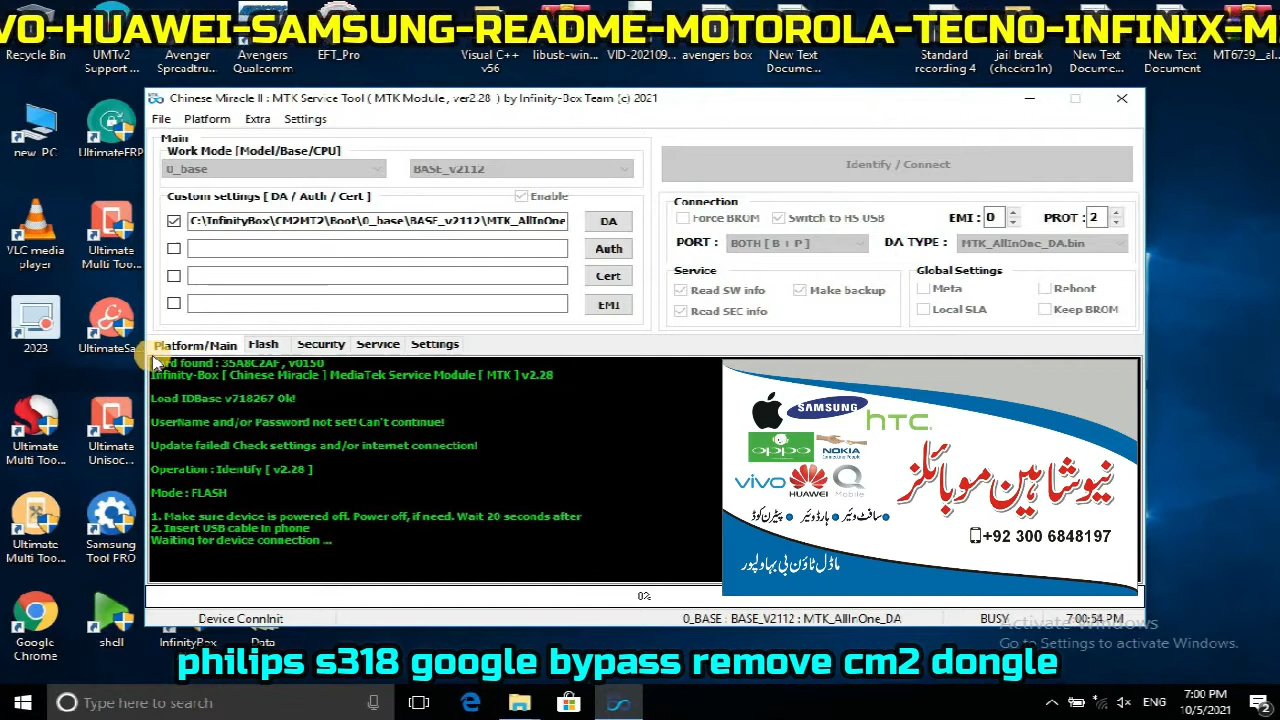 VO-HUAWEI-SAMSUNG-README-MOTOROLA-TECNO-INFINIX-M
Recycle Bin
UMTv2 Support ...
Avenger Spreadtru...
Avengers Qualcomm
EFT_Pro
Visual C++ v56
libusb-win...
VID-202109...
avengers box
New Text Docume...
Standard recording 4
jail break (checkra1n)
New Text Docume...
New Text Document
MT6739__al...
new_PC
UltimateFRP
VLC media player
Ultimate Multi Too...
2023
UltimateSa
Ultimate Multi Too...
Ultimate Unisoc...
Ultimate Multi Too...
Samsung Tool PRO
Google Chrome
shell
InfinityBox
Data
Chinese Miracle II : MTK Service Tool ( MTK Module , ver2.28 ) by Infinity-Box Team (c) 2021
File Platform Extra Settings
Main
Work Mode [Model/Base/CPU]
0_base BASE_v2112
Identify / Connect
Custom settings [ DA / Auth / Cert ] Enable
C:\InfinityBox\CM2MT2\Boot\0_base\BASE_v2112\MTK_AllInOne DA
Auth
Cert
EMI
Connection
Force BROM Switch to HS USB EMI : 0 PROT : 2
PORT : BOTH [ B + P ] DA TYPE : MTK_AllInOne_DA.bin
Service
Read SW info Make backup
Read SEC info
Global Settings
Meta Reboot
Local SLA Keep BROM
Platform/Main Flash Security Service Settings
rd found : 35A8C2AF , v0150
Infinity-Box [ Chinese Miracle ] MediaTek Service Module [ MTK ] v2.28
Load IDBase v718267 Ok!
UserName and/or Password not set! Can't continue!
Update failed! Check settings and/or internet connection!
Operation : Identify [ v2.28 ]
Mode : FLASH
1. Make sure device is powered off. Power off, if need. Wait 20 seconds after
2. Insert USB cable in phone
Waiting for device connection ...
SAMSUNG
hTC
oppo
NOKIA
Connecting People
vivo
HUAWEI
Mobile
نیو شاہین موبائلز
سافٹ ویئر ● ہارڈ ویئر ● پیٹرن کوڈ
+92 300 6848197
ماڈل ٹاؤن بی بہاولپور
0%
Device ConnInit 0_BASE : BASE_V2112 : MTK_AllInOne_DA BUSY 7:00:54 PM
Activate Windows
Go to Settings to activate Windows.
philips s318 google bypass remove cm2 dongle
Type here to search
ENG
7:00 PM
10/5/2021
2